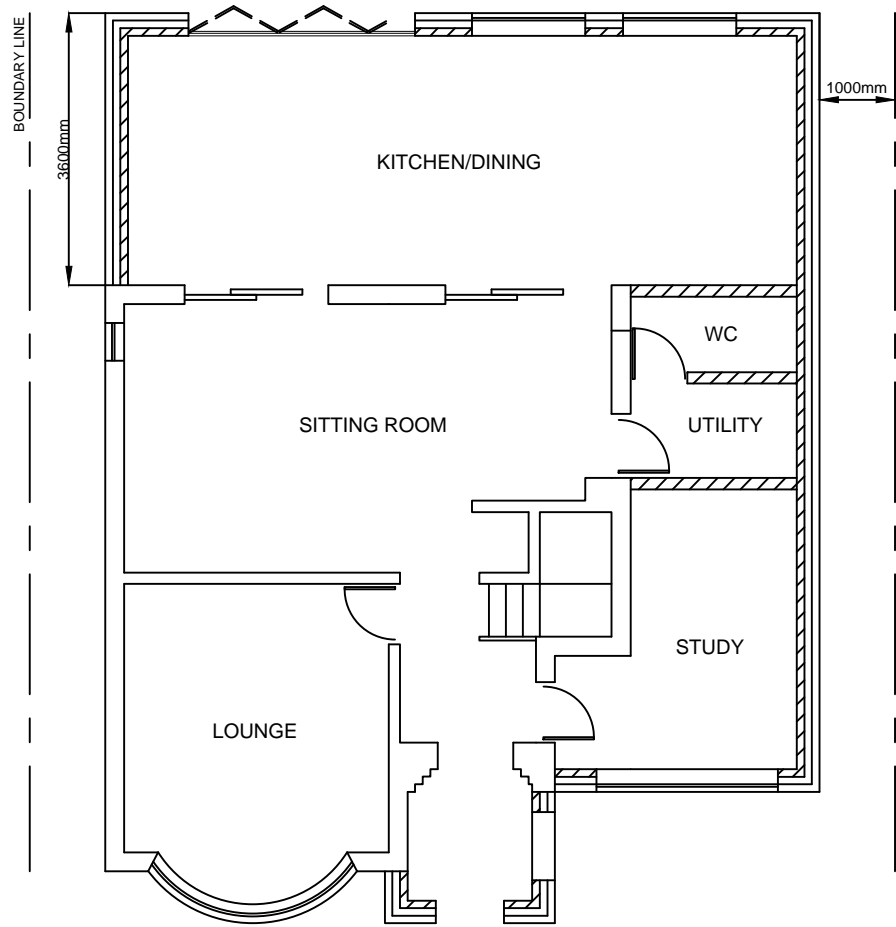 BOUNDARY LINE
3600mm
1000mm
KITCHEN/DINING
WC
SITTING ROOM
UTILITY
STUDY
LOUNGE